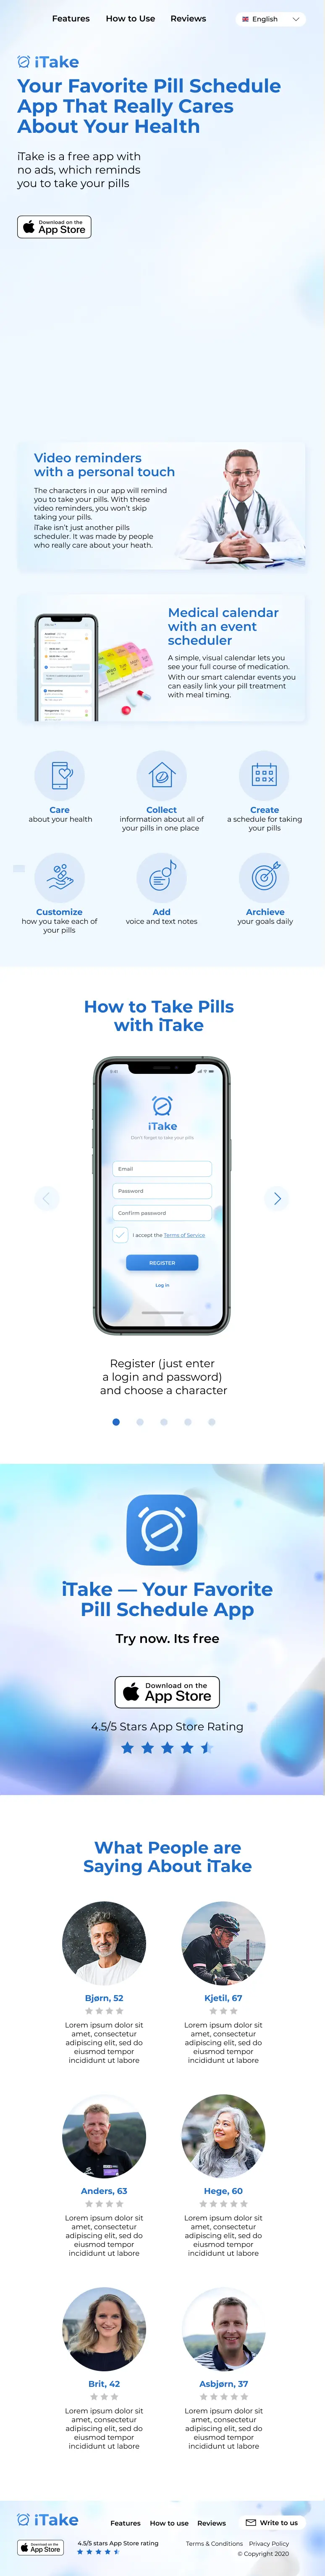 Features How to Use Reviews English
iTake
Your Favorite Pill Schedule
App That Really Cares
About Your Health
iTake is a free app with
no ads, which reminds
you to take your pills
Download on the
App Store
Video reminders
with a personal touch
The characters in our app will remind
you to take your pills. With these
video reminders, you won't skip
taking your pills.
iTake isn't just another pills
scheduler. It was made by people
who really care about your heath.
Medical calendar
with an event
scheduler
A simple, visual calendar lets you
see your full course of medication.
With our smart calendar events you
can easily link your pill treatment
with meal timing.
Care
about your health
Collect
information about all of
your pills in one place
Create
a schedule for taking
your pills
Customize
how you take each of
your pills
Add
voice and text notes
Archieve
your goals daily
How to Take Pills
with iTake
iTake
Don't forget to take your pills
Email
Password
Confirm password
I accept the Terms of Service
REGISTER
Log in
Register (just enter
a login and password)
and choose a character
iTake — Your Favorite
Pill Schedule App
Try now. Its free
Download on the
App Store
4.5/5 Stars App Store Rating
What People are
Saying About iTake
Bjørn, 52
Lorem ipsum dolor sit
amet, consectetur
adipiscing elit, sed do
eiusmod tempor
incididunt ut labore
Kjetil, 67
Lorem ipsum dolor sit
amet, consectetur
adipiscing elit, sed do
eiusmod tempor
incididunt ut labore
Anders, 63
Lorem ipsum dolor sit
amet, consectetur
adipiscing elit, sed do
eiusmod tempor
incididunt ut labore
Hege, 60
Lorem ipsum dolor sit
amet, consectetur
adipiscing elit, sed do
eiusmod tempor
incididunt ut labore
Brit, 42
Lorem ipsum dolor sit
amet, consectetur
adipiscing elit, sed do
eiusmod tempor
incididunt ut labore
Asbjørn, 37
Lorem ipsum dolor sit
amet, consectetur
adipiscing elit, sed do
eiusmod tempor
incididunt ut labore
iTake
Features How to use Reviews Write to us
Download on the
App Store
4.5/5 stars App Store rating
Terms & Conditions Privacy Policy
© Copyright 2020